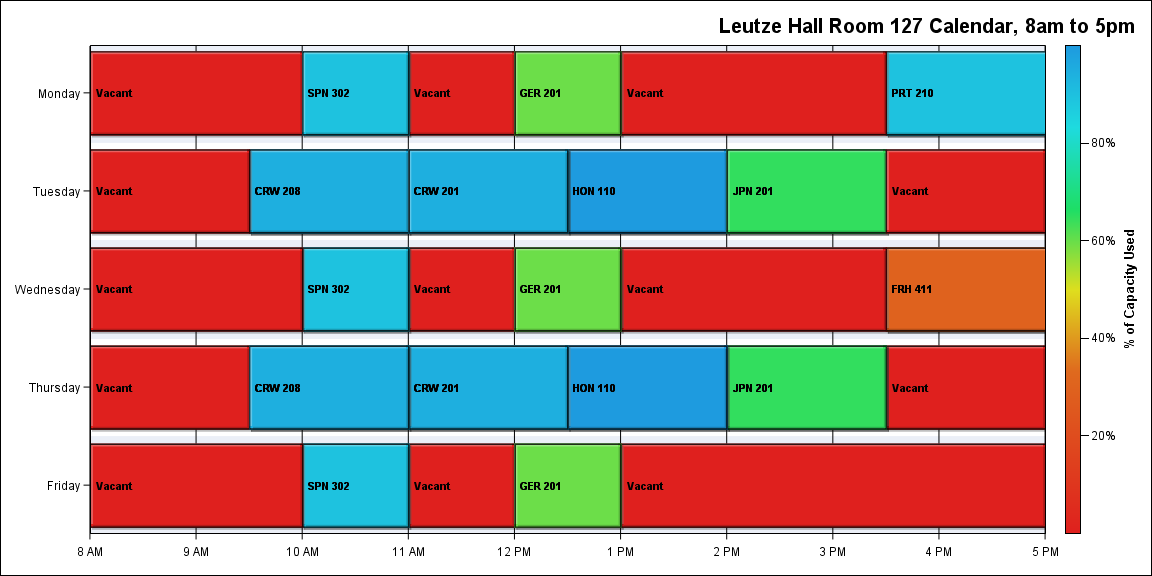 Leutze Hall Room 127 Calendar, 8am to 5pm
Monday
Vacant
SPN 302
Vacant
GER 201
Vacant
PRT 210
Tuesday
Vacant
CRW 208
CRW 201
HON 110
JPN 201
Vacant
Wednesday
Vacant
SPN 302
Vacant
GER 201
Vacant
FRH 411
Thursday
Vacant
CRW 208
CRW 201
HON 110
JPN 201
Vacant
Friday
Vacant
SPN 302
Vacant
GER 201
Vacant
8 AM
9 AM
10 AM
11 AM
12 PM
1 PM
2 PM
3 PM
4 PM
5 PM
80%
60%
40%
20%
% of Capacity Used